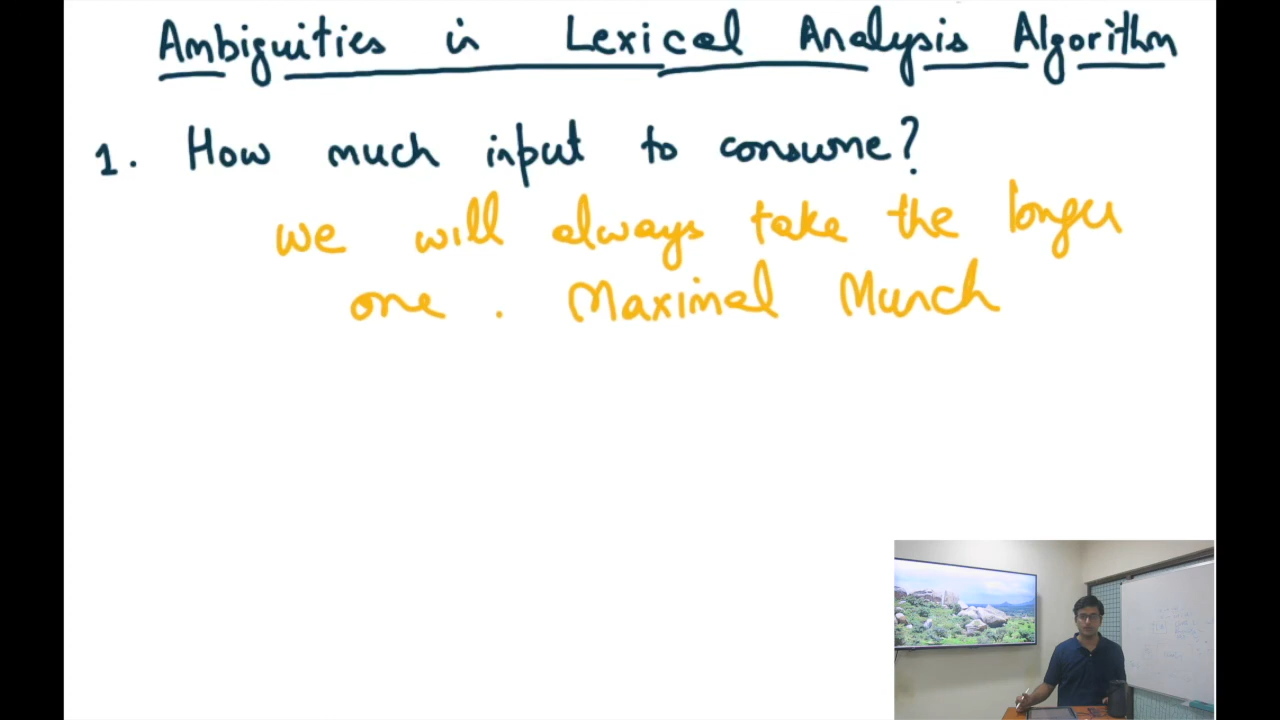 Ambiguities in Lexical Analysis Algorithm
1. How much input to consume?
we will always take the longer
one. Maximal Munch